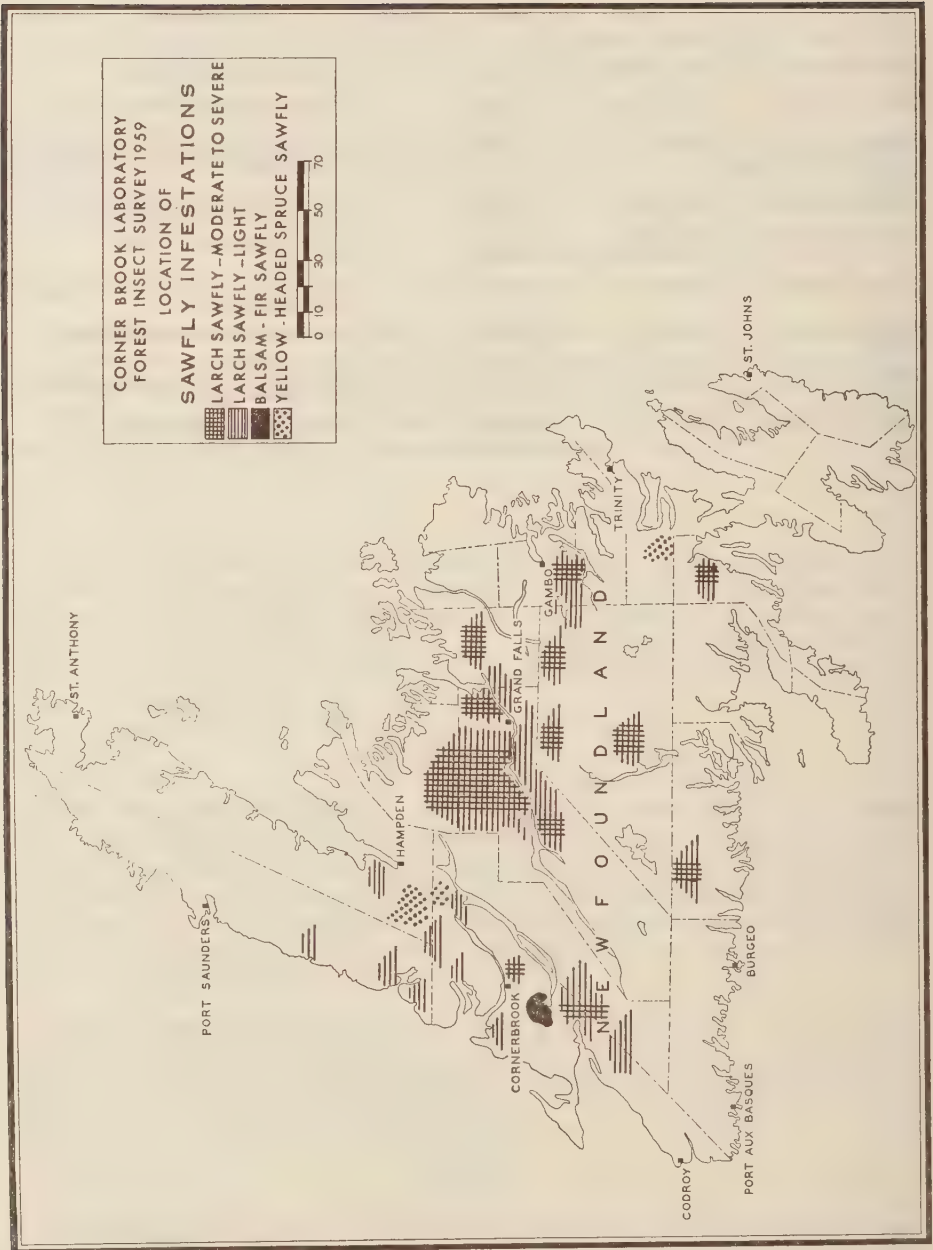 CORNER BROOK LABORATORY
FOREST INSECT SURVEY 1959
LOCATION OF
SAWFLY INFESTATIONS
LARCH SAWFLY-MODERATE TO SEVERE
LARCH SAWFLY-LIGHT
BALSAM-FIR SAWFLY
YELLOW-HEADED SPRUCE SAWFLY
0 10 30 50 70
ST. ANTHONY
PORT SAUNDERS
HAMPDEN
CORNERBROOK
GRAND FALLS
GAMBO
TRINITY
ST. JOHNS
NEWFOUNDLAND
CODROY
PORT AUX BASQUES
BURGEO